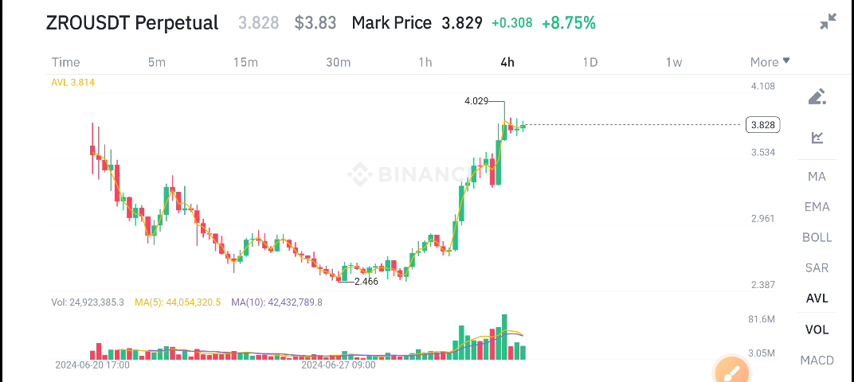 ZROUSDT Perpetual 3.828 $3.83 Mark Price 3.829 +0.308 +8.75%
Time 5m 15m 30m 1h 4h 1D 1w More
AVL 3.814
4.108
4.029
3.828
3.534
BINANCE
2.961
2.466
2.387
MA
EMA
BOLL
SAR
AVL
VOL
MACD
Vol: 24,923,385.3 MA(5): 44,054,320.5 MA(10): 42,432,789.8
81.6M
3.05M
2024-06-20 17:00 2024-06-27 09:00